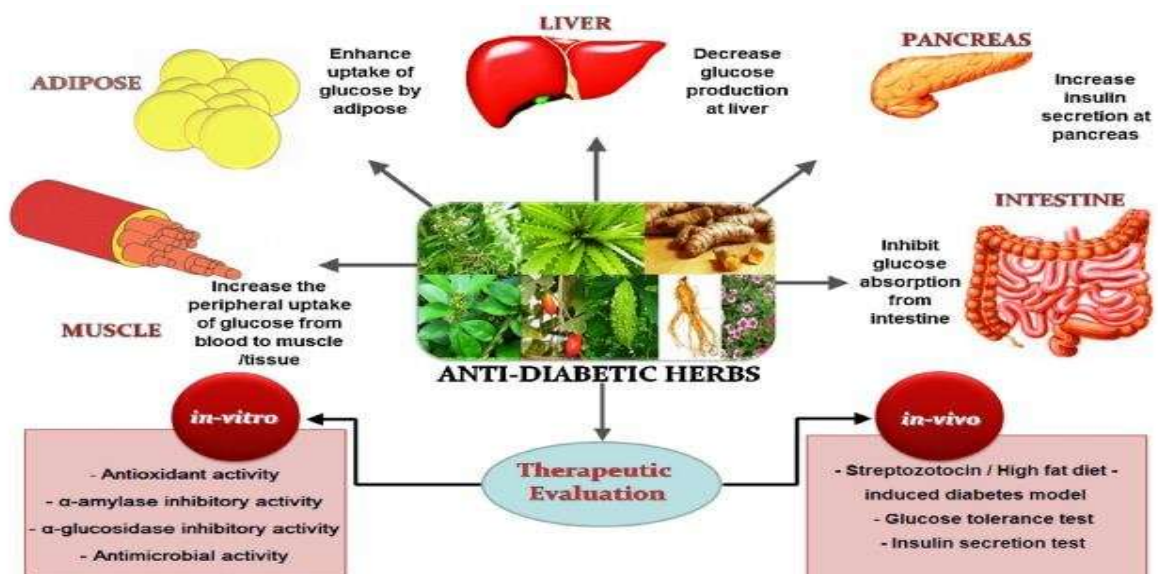 LIVER
PANCREAS
ADIPOSE
Enhance
uptake of
glucose by
adipose
Decrease
glucose
production
at liver
Increase
insulin
secretion at
pancreas
INTESTINE
Inhibit
glucose
absorption
from
intestine
MUSCLE
Increase the
peripheral uptake
of glucose from
blood to muscle
/tissue
ANTI-DIABETIC HERBS
in-vitro
in-vivo
Therapeutic
Evaluation
- Antioxidant activity
- α-amylase inhibitory activity
- α-glucosidase inhibitory activity
- Antimicrobial activity
- Streptozotocin / High fat diet -
induced diabetes model
- Glucose tolerance test
- Insulin secretion test